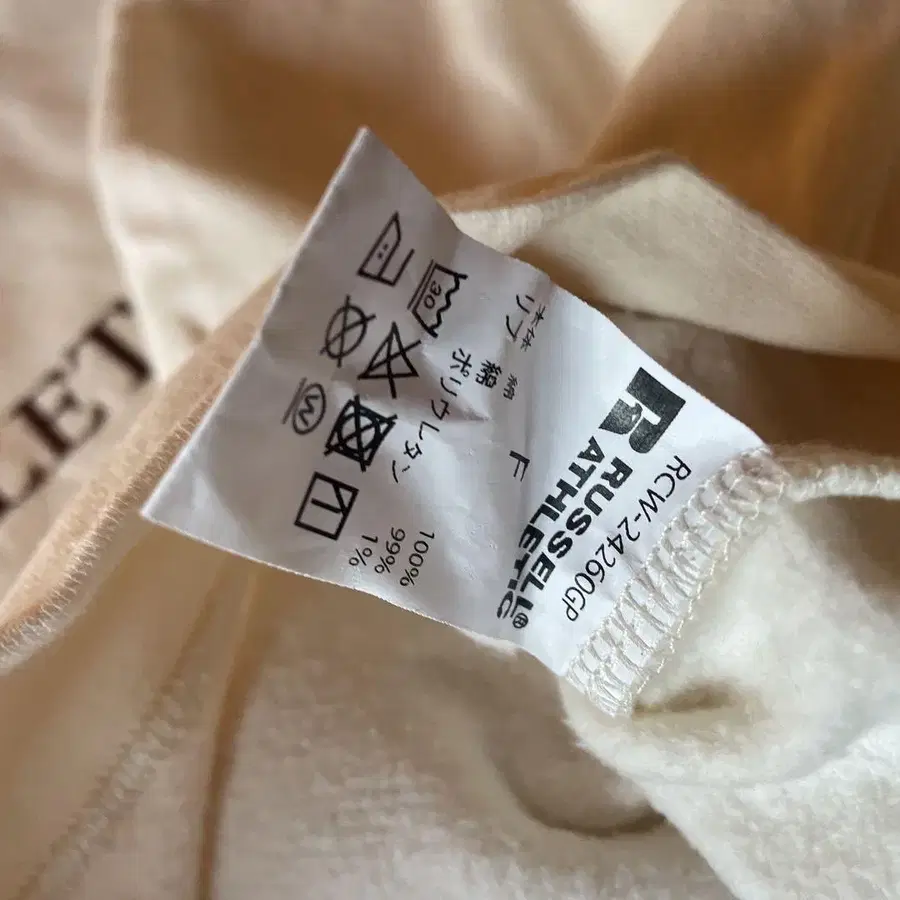 RCW-24260GP
R RUSSELL®
ATHLETIC
F
本体 綿 100%
リブ 綿 99%
ポリウレタン 1%
30
W
LET